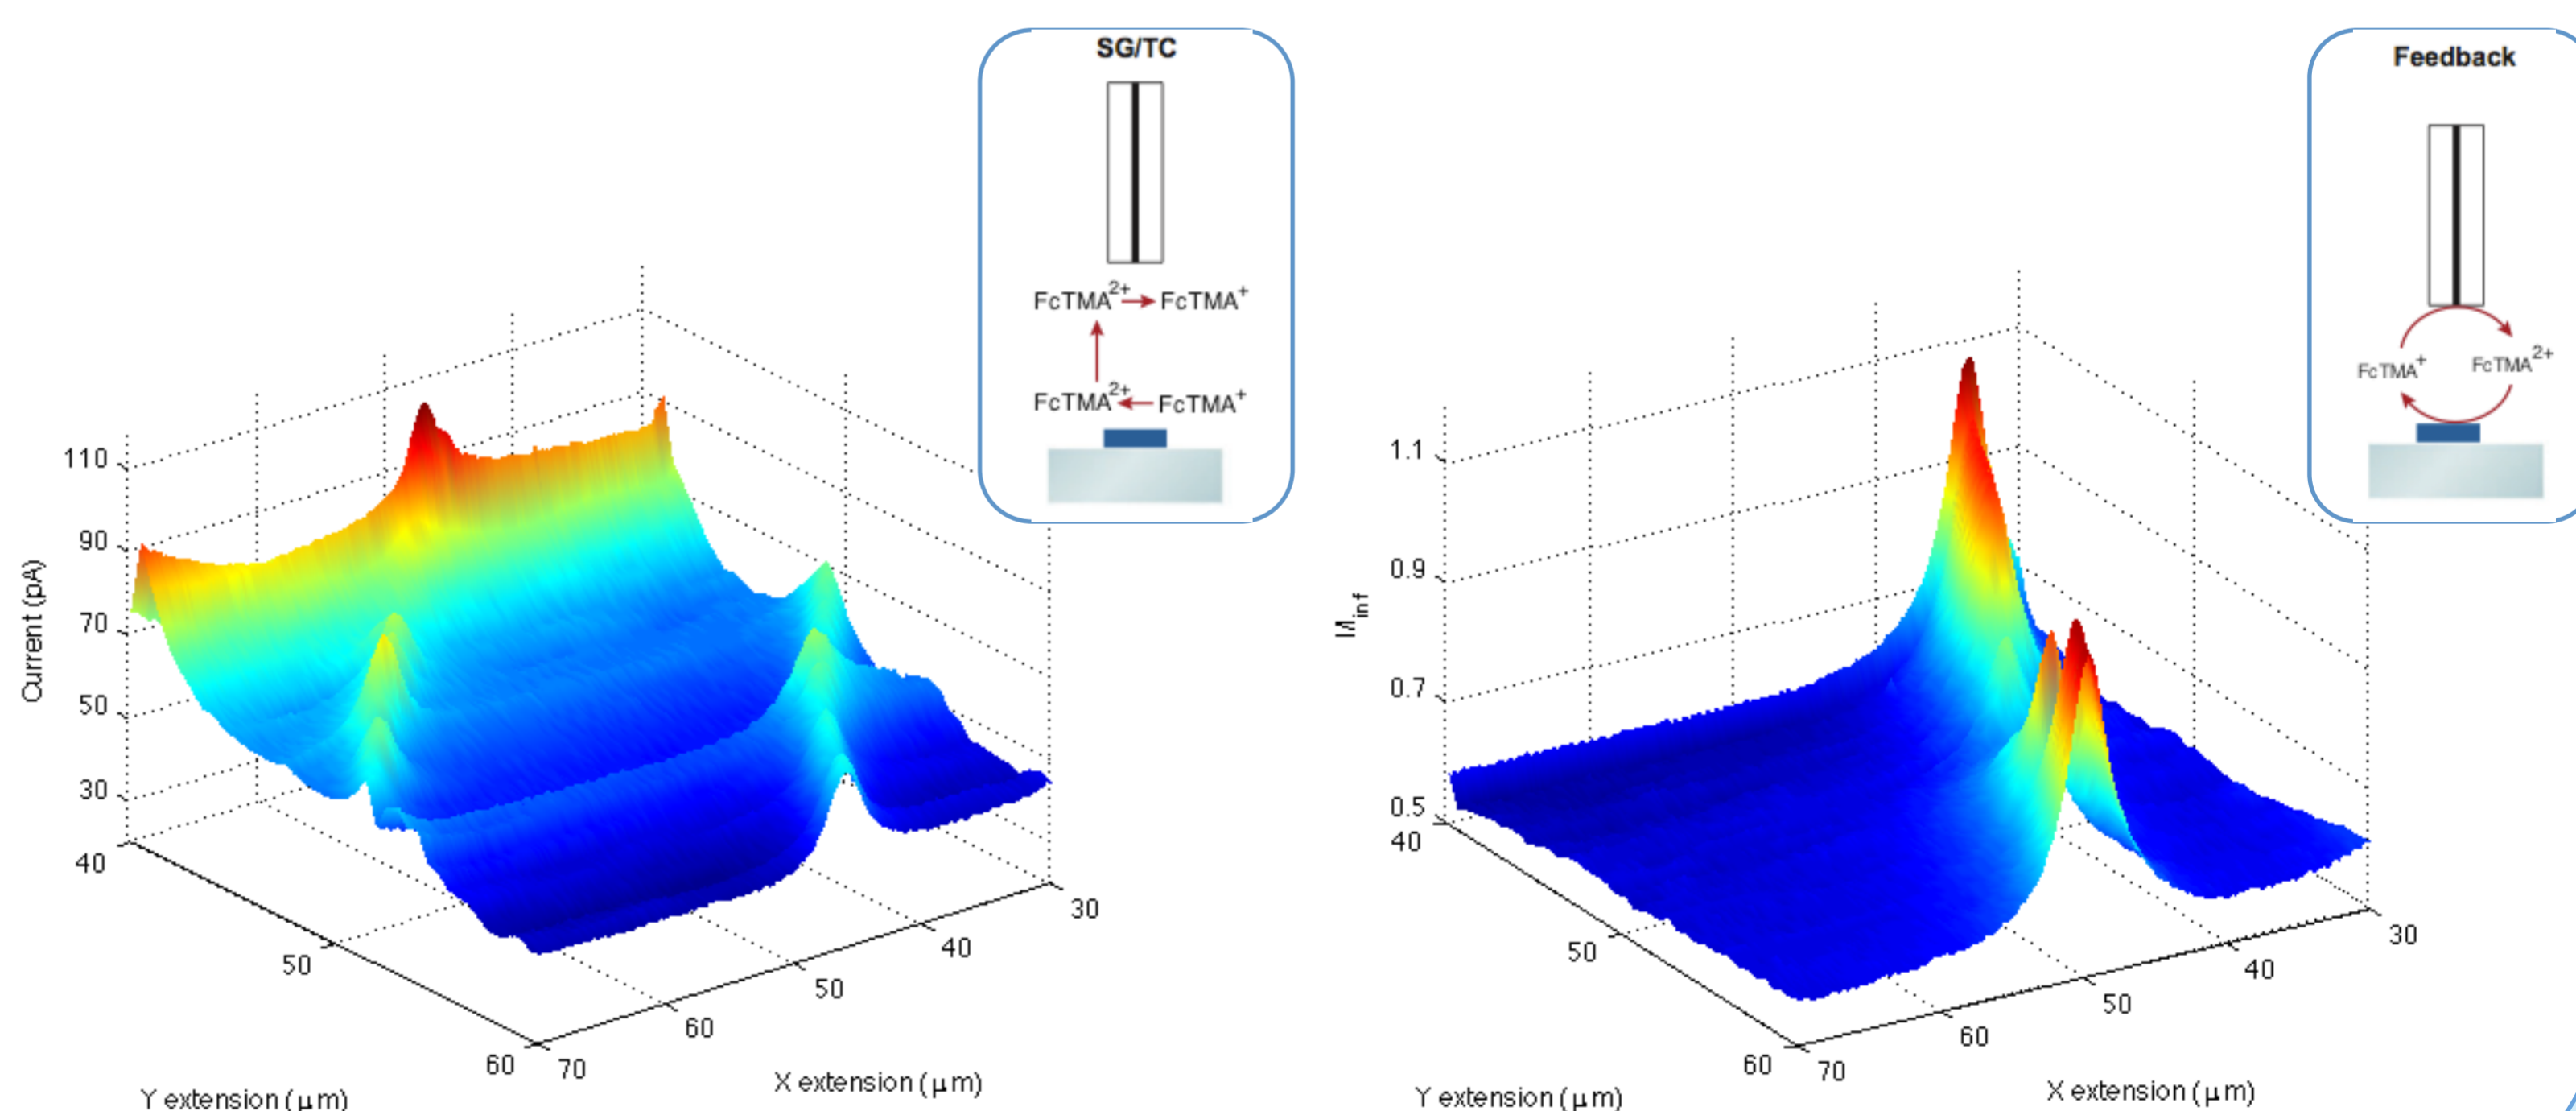 SG/TC
FcTMA2+ → FcTMA+
FcTMA2+ ← FcTMA+
Current (pA)
110
90
70
50
30
40
50
60
Y extension (μm)
70
60
50
40
30
X extension (μm)
Feedback
FcTMA+
FcTMA2+
I/Iinf
1.1
0.9
0.7
0.5
40
50
60
Y extension (μm)
70
60
50
40
30
X extension (μm)